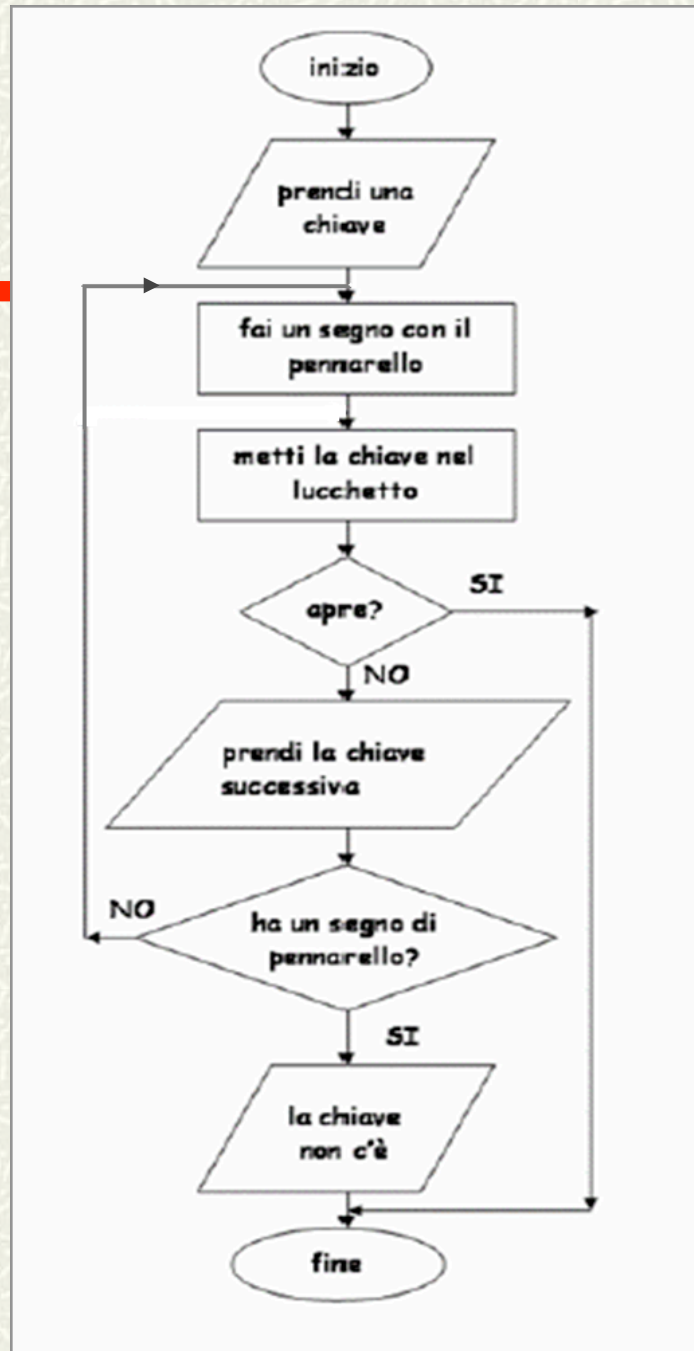 inizio
prendi una
chiave
fai un segno con il
pennarello
metti la chiave nel
lucchetto
SI
apre?
NO
prendi la chiave
successiva
NO
ha un segno di
pennarello?
SI
la chiave
non c'è
fine